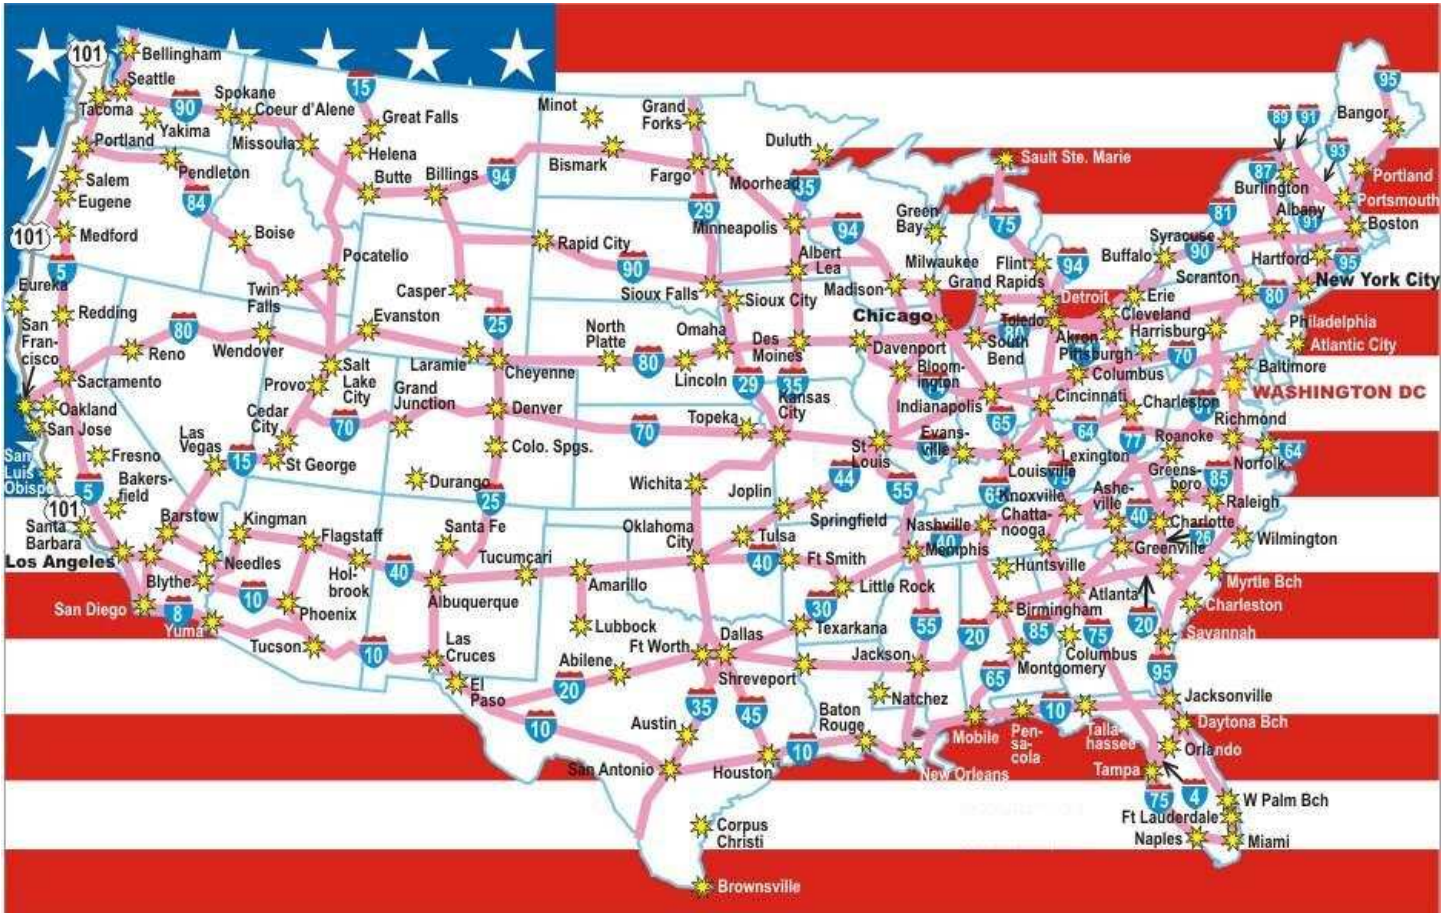 101
Bellingham
Seattle
Tacoma
90
Spokane
Coeur d'Alene
15
Great Falls
Minot
Grand
Forks
Duluth
Sault Ste. Marie
89
91
95
Bangor
Yakima
Portland
Missoula
Helena
Bismark
Fargo
Moorhead
35
93
87
Burlington
Portland
Pendleton
Butte
Billings
94
Salem
Eugene
84
29
Minneapolis
94
Green
Bay
75
81
Albany
91
Portsmouth
101
Medford
Boise
Rapid City
Albert
Lea
Syracuse
90
Boston
5
Pocatello
90
Milwaukee
Flint
94
Buffalo
Hartford
95
Eureka
Twin
Falls
Casper
Sioux Falls
Sioux City
Madison
Grand Rapids
Detroit
Scranton
New York City
Redding
Evanston
25
Chicago
Toledo
Erie
Cleveland
80
San
Fran-
cisco
80
Reno
Wendover
North
Platte
Omaha
Des
Moines
Davenport
80
South
Bend
Akron
Harrisburg
Philadelphia
Atlantic City
Pittsburgh
70
Laramie
Cheyenne
80
Lincoln
Bloom-
ington
Columbus
Baltimore
Sacramento
Salt
Lake
City
Provo
Grand
Junction
29
35
Kansas
City
Indianapolis
Cincinnati
Charleston
WASHINGTON DC
Oakland
San Jose
Cedar
City
70
Denver
Topeka
70
65
64
77
Richmond
San
Luis
Obispo
Fresno
Las
Vegas
15
St George
Colo. Spgs.
St
Louis
Evans-
ville
Louisville
Lexington
Roanoke
Norfolk
64
5
Bakers-
field
Durango
25
Wichita
Joplin
44
55
Knoxville
Ashe-
ville
Greens-
boro
85
Raleigh
101
Santa
Barbara
Barstow
Kingman
Flagstaff
Santa Fe
Oklahoma
City
Springfield
Nashville
Chatta-
nooga
40
Charlotte
Los Angeles
Needles
Hol-
brook
40
Tucumcari
Tulsa
40
Ft Smith
Memphis
40
26
Greenville
Wilmington
Blythe
Amarillo
Little Rock
Huntsville
Myrtle Bch
San Diego
8
Yuma
10
Phoenix
Albuquerque
30
Birmingham
Atlanta
Charleston
Tucson
10
Las
Cruces
Lubbock
Ft Worth
Dallas
Texarkana
55
20
85
75
20
Savannah
El
Paso
Abilene
20
Shreveport
Jackson
65
Montgomery
Columbus
95
10
Austin
35
45
Natchez
Baton
Rouge
10
Jacksonville
San Antonio
Houston
10
New Orleans
Mobile
Pen-
sa-
cola
Talla-
hassee
Daytona Bch
Orlando
Tampa
75
4
W Palm Bch
Corpus
Christi
Ft Lauderdale
Naples
Miami
Brownsville